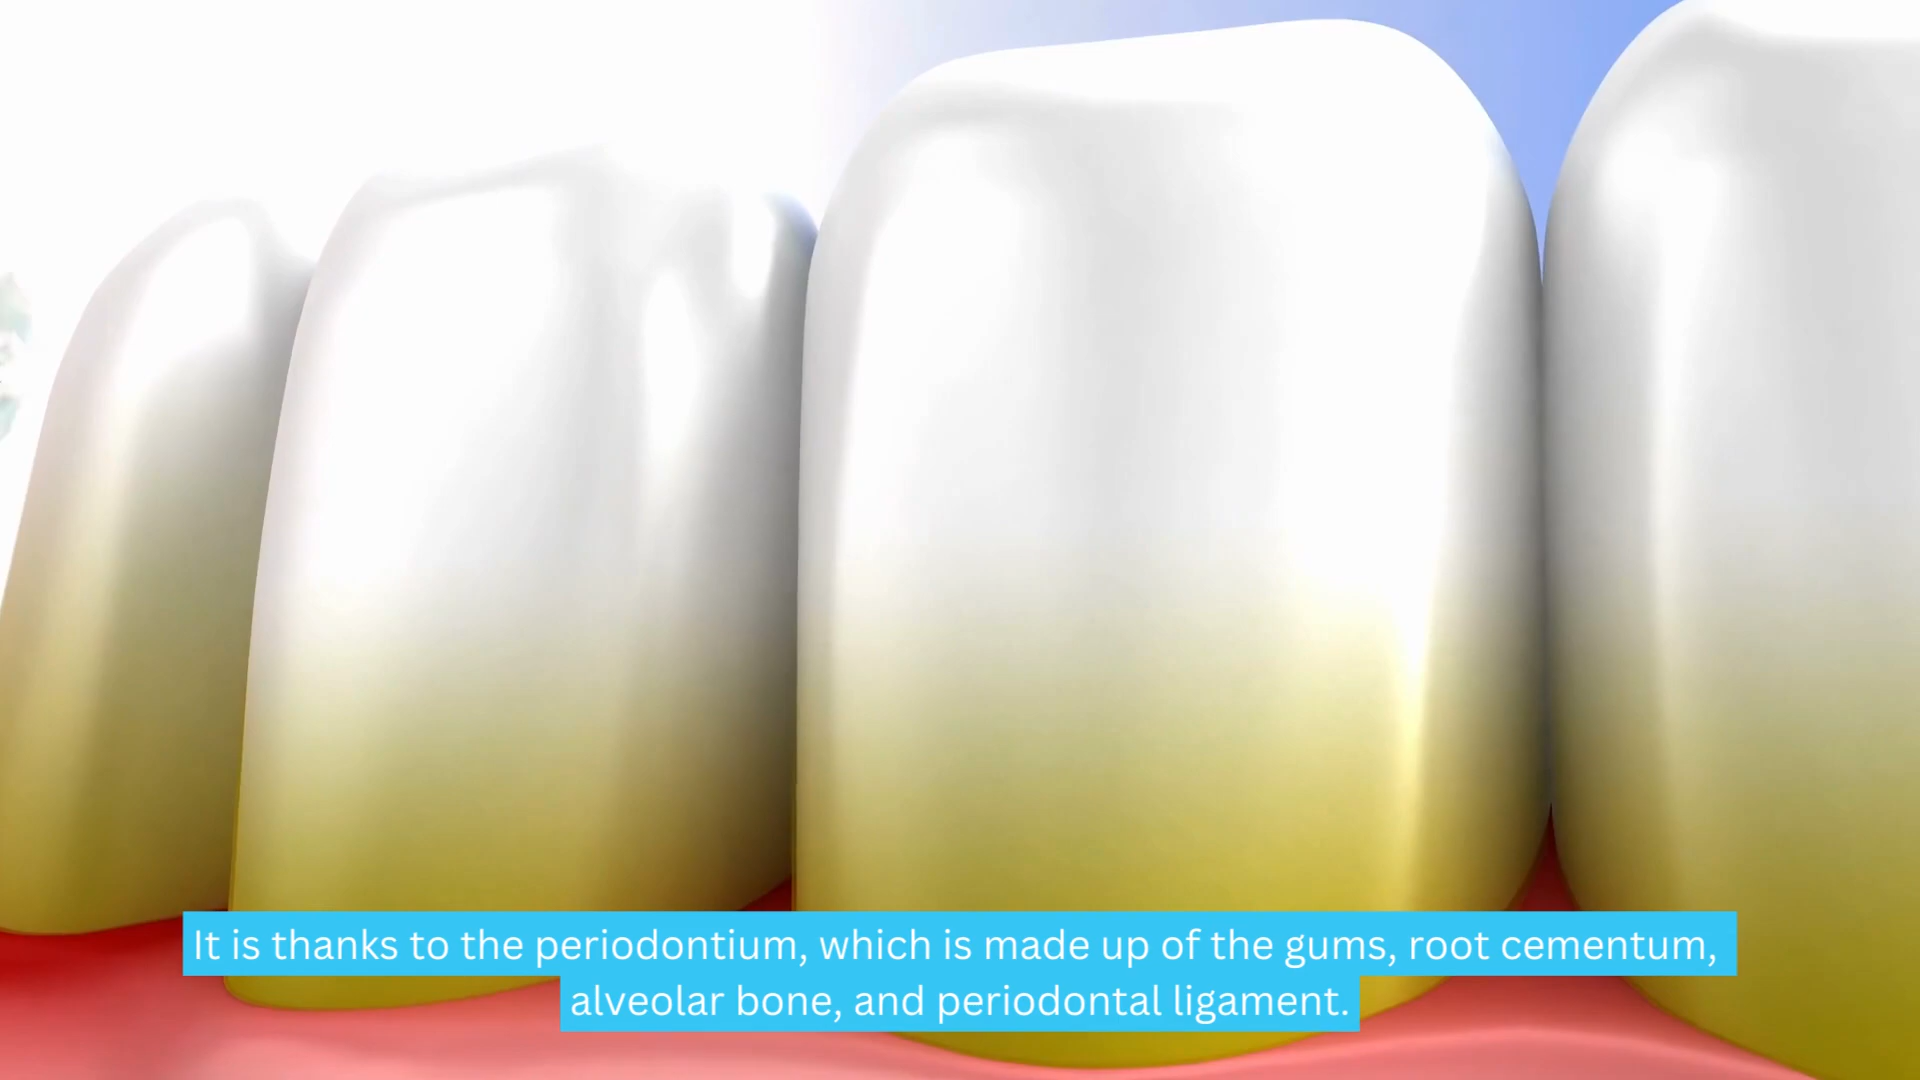 It is thanks to the periodontium, which is made up of the gums, root cementum,
alveolar bone, and periodontal ligament.